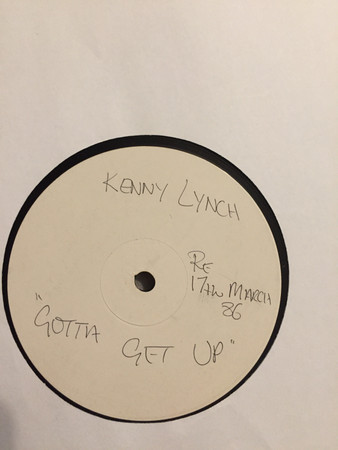 KENNY LYNCH
RE
17TH MARCH
86
"GOTTA GET UP"